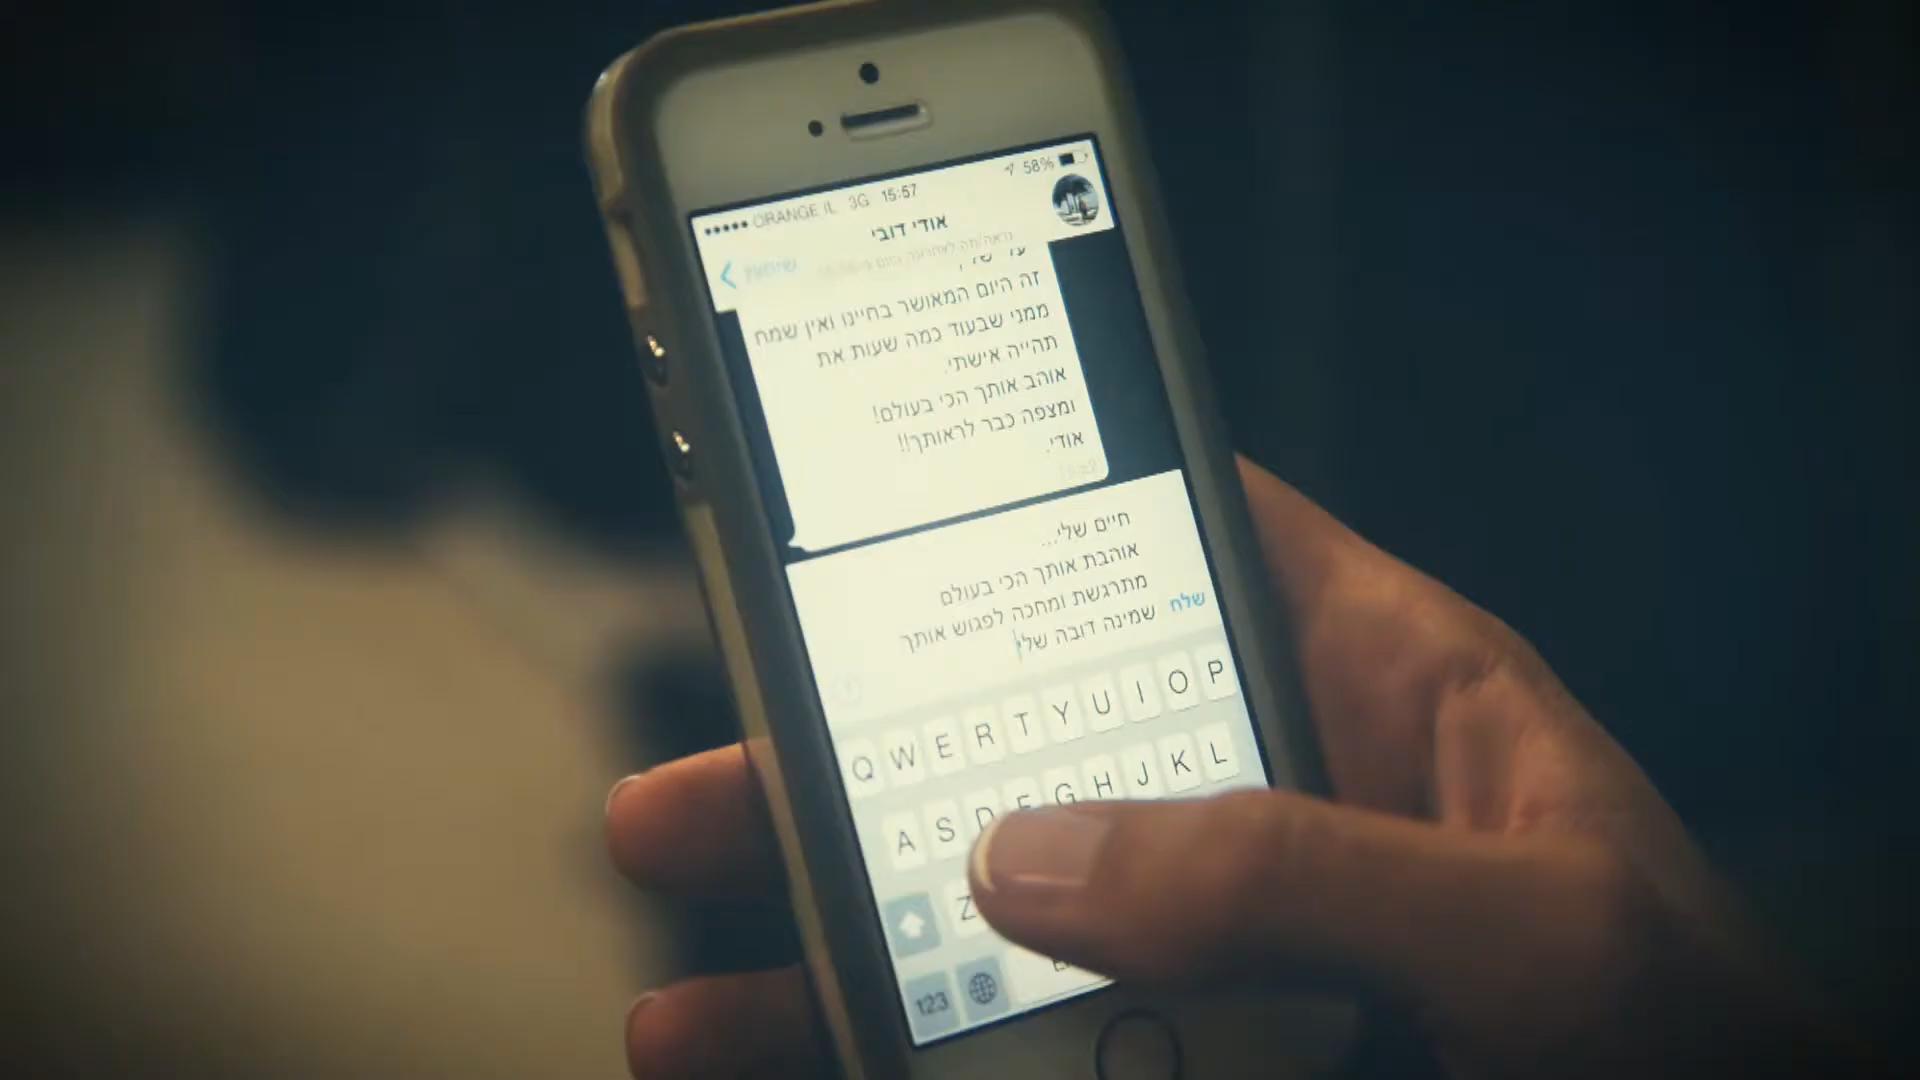 ORANGE IL 3G 15:57 58%
אודי דובי
זה היום המאושר בחיינו ואין שמח
ממני שבעוד כמה שעות את
תהייה אישתי.
אוהב אותך הכי בעולם!
ומצפה כבר לראותך!!
אודי.
חיים שלי...
אוהבת אותך הכי בעולם
מתרגשת ומחכה לפגוש אותך
שמינה דובה שלי
שלח
Q W E R T Y U I O P
A S D F G H J K L
Z
123